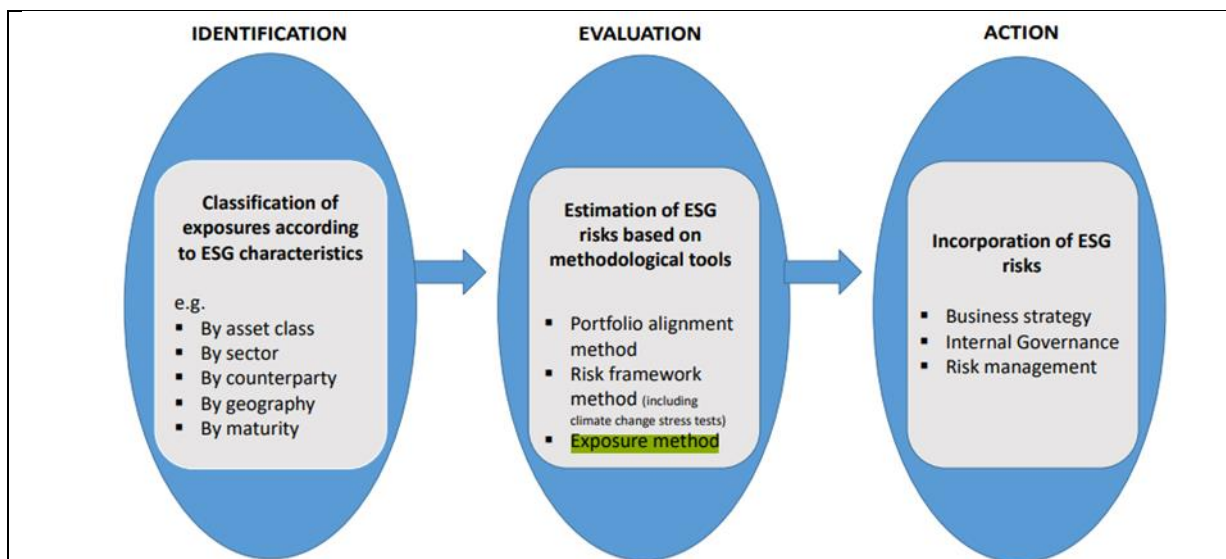 IDENTIFICATION
Classification of
exposures according
to ESG characteristics
e.g.
▪ By asset class
▪ By sector
▪ By counterparty
▪ By geography
▪ By maturity
EVALUATION
Estimation of ESG
risks based on
methodological tools
▪ Portfolio alignment
method
▪ Risk framework
method (including
climate change stress tests)
▪ Exposure method
ACTION
Incorporation of ESG
risks
▪ Business strategy
▪ Internal Governance
▪ Risk management